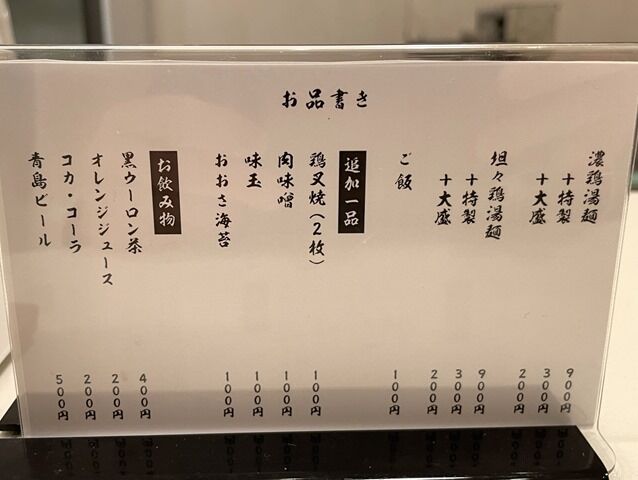 お品書き
濃鶏湯麺 900円
＋特製 300円
＋大盛 200円
坦々鶏湯麺 900円
＋特製 300円
＋大盛 200円
ご飯 100円
追加一品
鶏叉焼（2枚） 100円
肉味噌 100円
味玉 100円
おおさ海苔 100円
お飲み物
黒ウーロン茶 400円
オレンジジュース 200円
コカ・コーラ 200円
青島ビール 500円